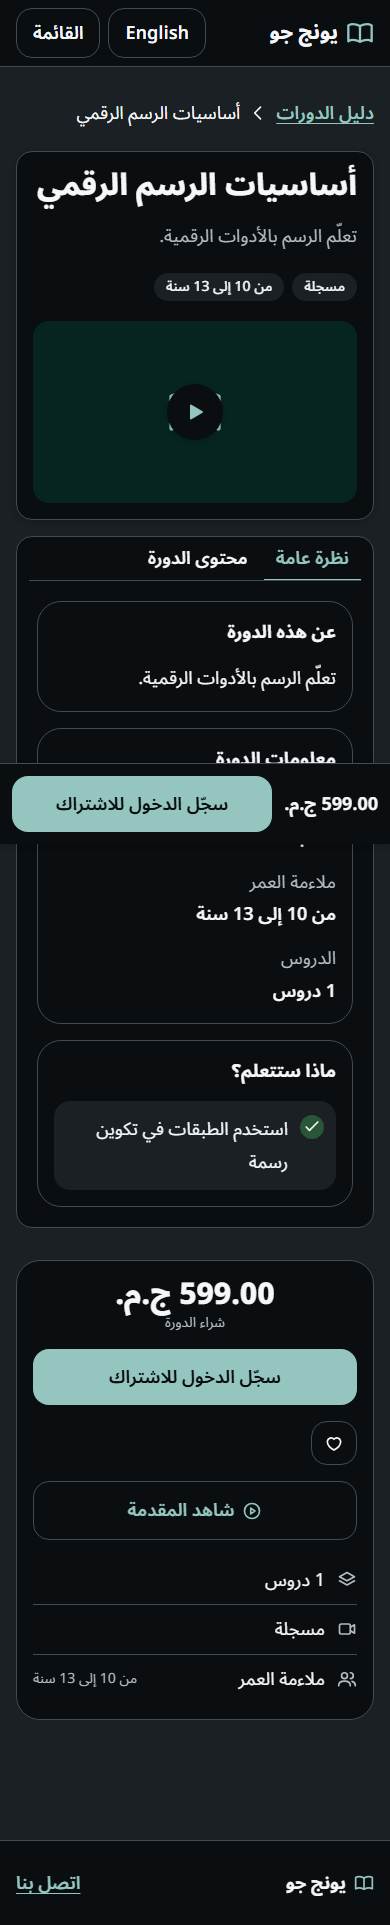 يونج جو
English
القائمة
دليل الدورات
أساسيات الرسم الرقمي
أساسيات الرسم الرقمي
تعلّم الرسم بالأدوات الرقمية.
مسجلة
من 10 إلى 13 سنة
نظرة عامة
محتوى الدورة
عن هذه الدورة
تعلّم الرسم بالأدوات الرقمية.
معلومات الدورة
599.00 ج.م.
سجّل الدخول للاشتراك
ملاءمة العمر
من 10 إلى 13 سنة
الدروس
1 دروس
ماذا ستتعلم؟
استخدم الطبقات في تكوين
رسمة
599.00 ج.م.
شراء الدورة
سجّل الدخول للاشتراك
شاهد المقدمة
1 دروس
مسجلة
ملاءمة العمر
من 10 إلى 13 سنة
يونج جو
اتصل بنا